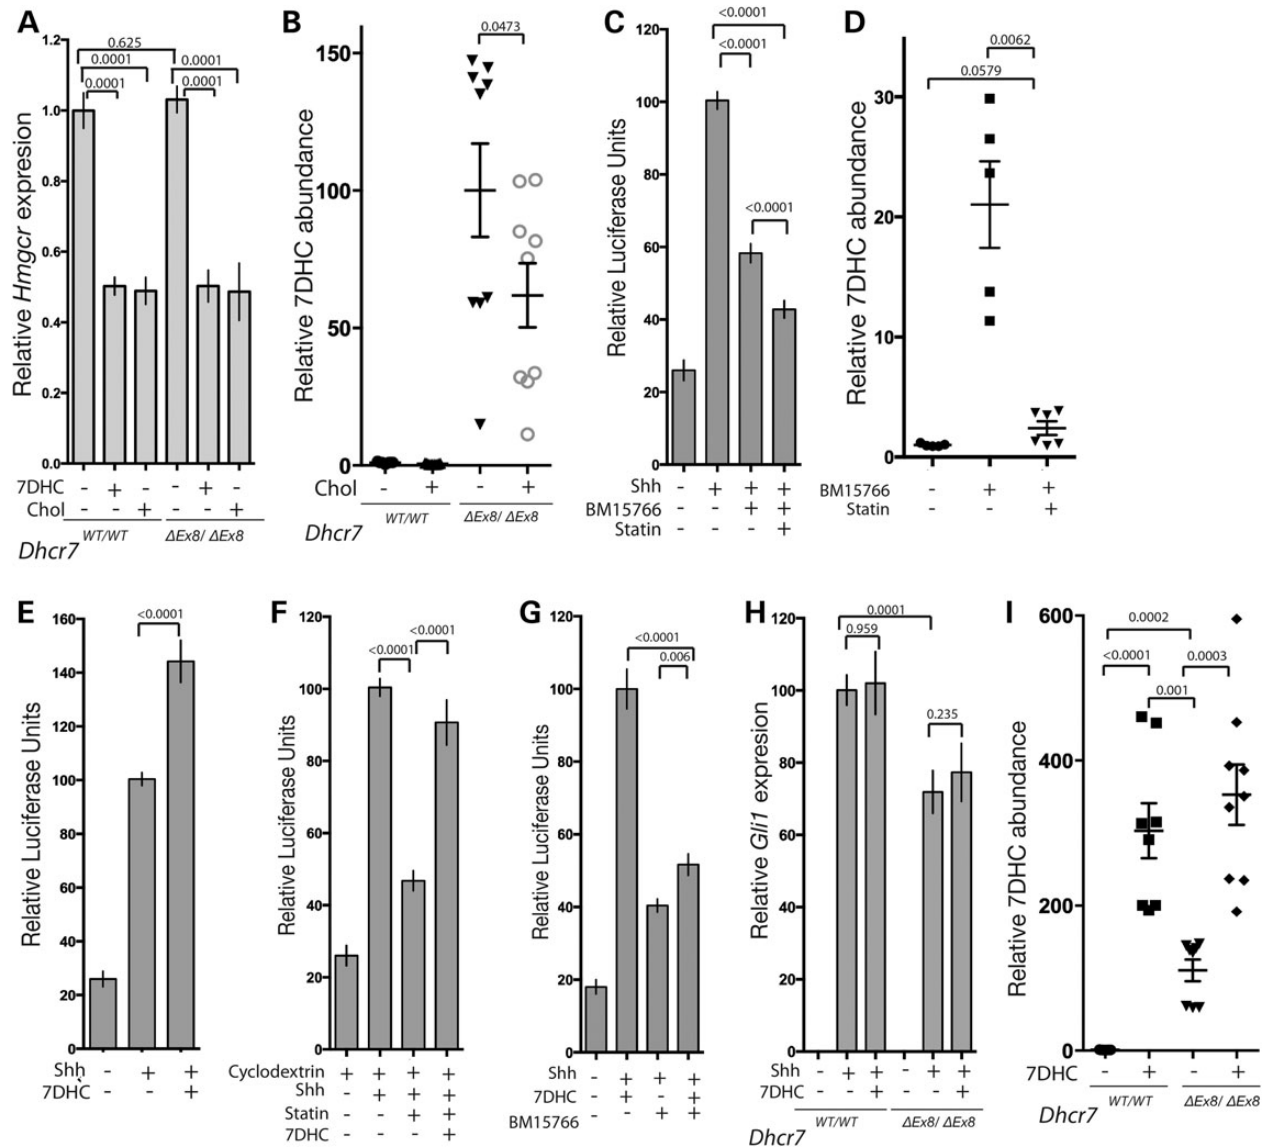 A
Relative Hmgcr expresion
1.2
1.0
0.8
0.6
0.4
0.2
0.0
0.625
0.0001
0.0001
0.0001
0.0001
7DHC - + - - + -
Chol - - + - - +
WT/WT ΔEx8/ ΔEx8
Dhcr7
B
Relative 7DHC abundance
150
100
50
0
0.0473
Chol - + - +
WT/WT ΔEx8/ ΔEx8
Dhcr7
C
Relative Luciferase Units
120
100
80
60
40
20
0
<0.0001
<0.0001
<0.0001
Shh - + + +
BM15766 - - + +
Statin - - - +
D
Relative 7DHC abundance
30
20
10
0
0.0062
0.0579
BM15766 - + +
Statin - - +
E
Relative Luciferase Units
160
140
120
100
80
60
40
20
0
<0.0001
Shh - + +
7DHC - - +
F
Relative Luciferase Units
120
100
80
60
40
20
0
<0.0001
<0.0001
Cyclodextrin + + + +
Shh - + + +
Statin - - + +
7DHC - - - +
G
Relative Luciferase Units
120
100
80
60
40
20
0
<0.0001
0.006
Shh - + + +
7DHC - + - +
BM15766 - - + +
H
Relative Gli1 expresion
120
100
80
60
40
20
0
0.0001
0.959
0.235
Shh - + + - + +
7DHC - - + - - +
WT/WT ΔEx8/ ΔEx8
Dhcr7
I
Relative 7DHC abundance
600
400
200
0
0.0002
<0.0001
0.0003
0.001
7DHC - + - +
WT/WT ΔEx8/ ΔEx8
Dhcr7